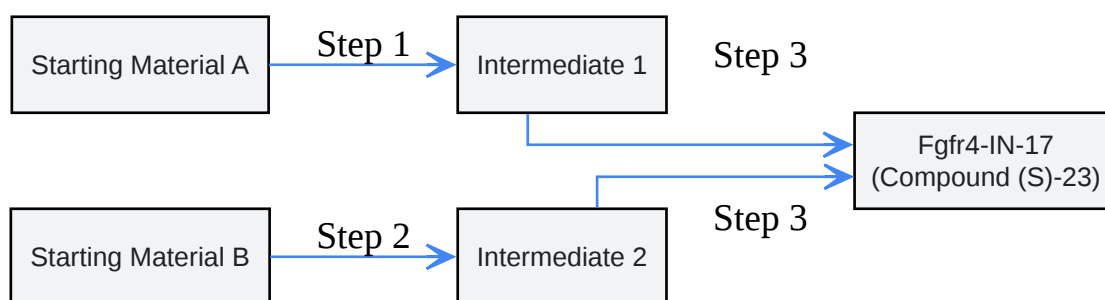 Starting Material A
Step 1
Intermediate 1
Step 3
Fgfr4-IN-17
(Compound (S)-23)
Starting Material B
Step 2
Intermediate 2
Step 3